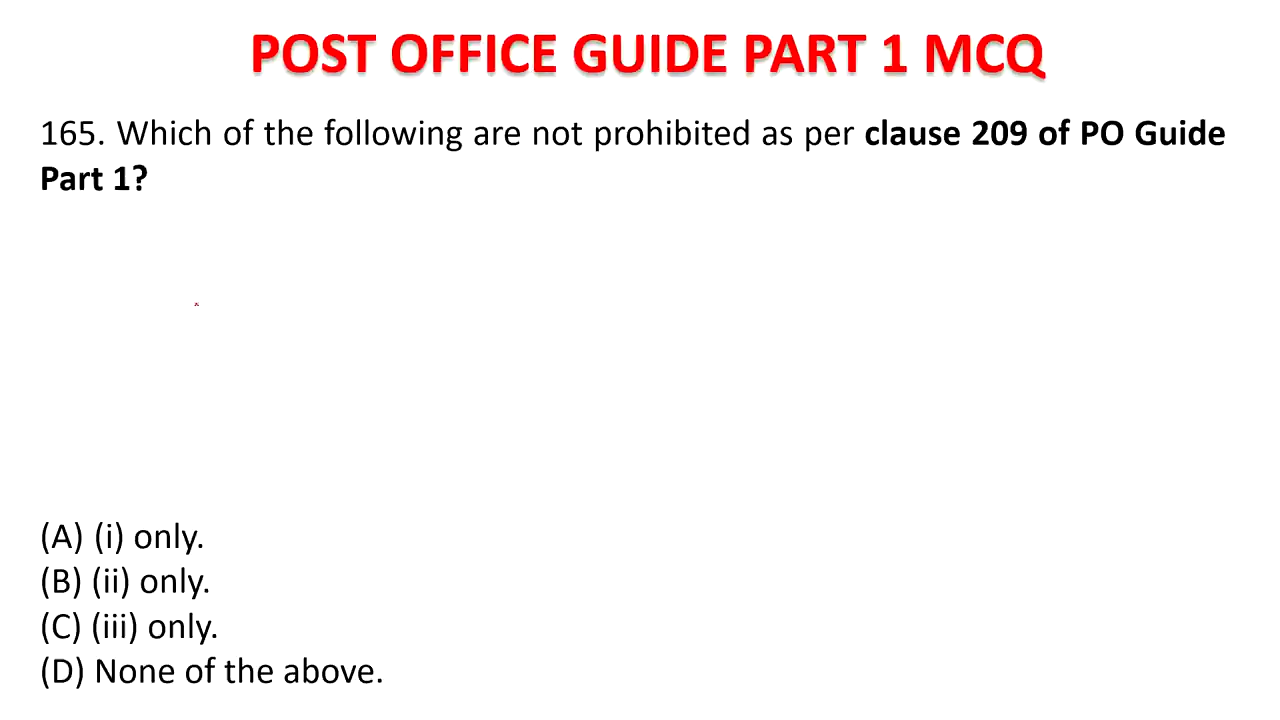 POST OFFICE GUIDE PART 1 MCQ
165. Which of the following are not prohibited as per clause 209 of PO Guide
Part 1?
(A) (i) only.
(B) (ii) only.
(C) (iii) only.
(D) None of the above.